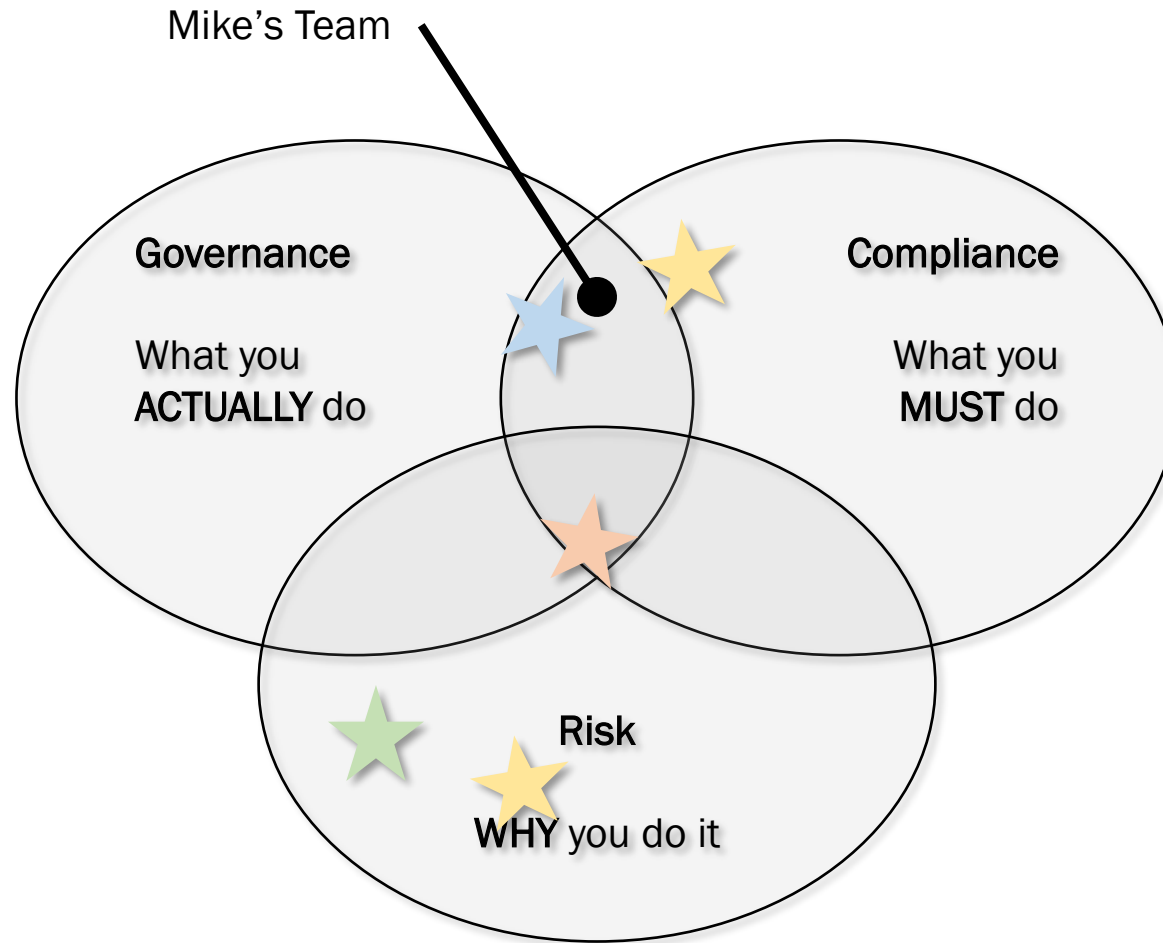 Mike’s Team
Governance
What you
ACTUALLY do
Compliance
What you
MUST do
Risk
WHY you do it